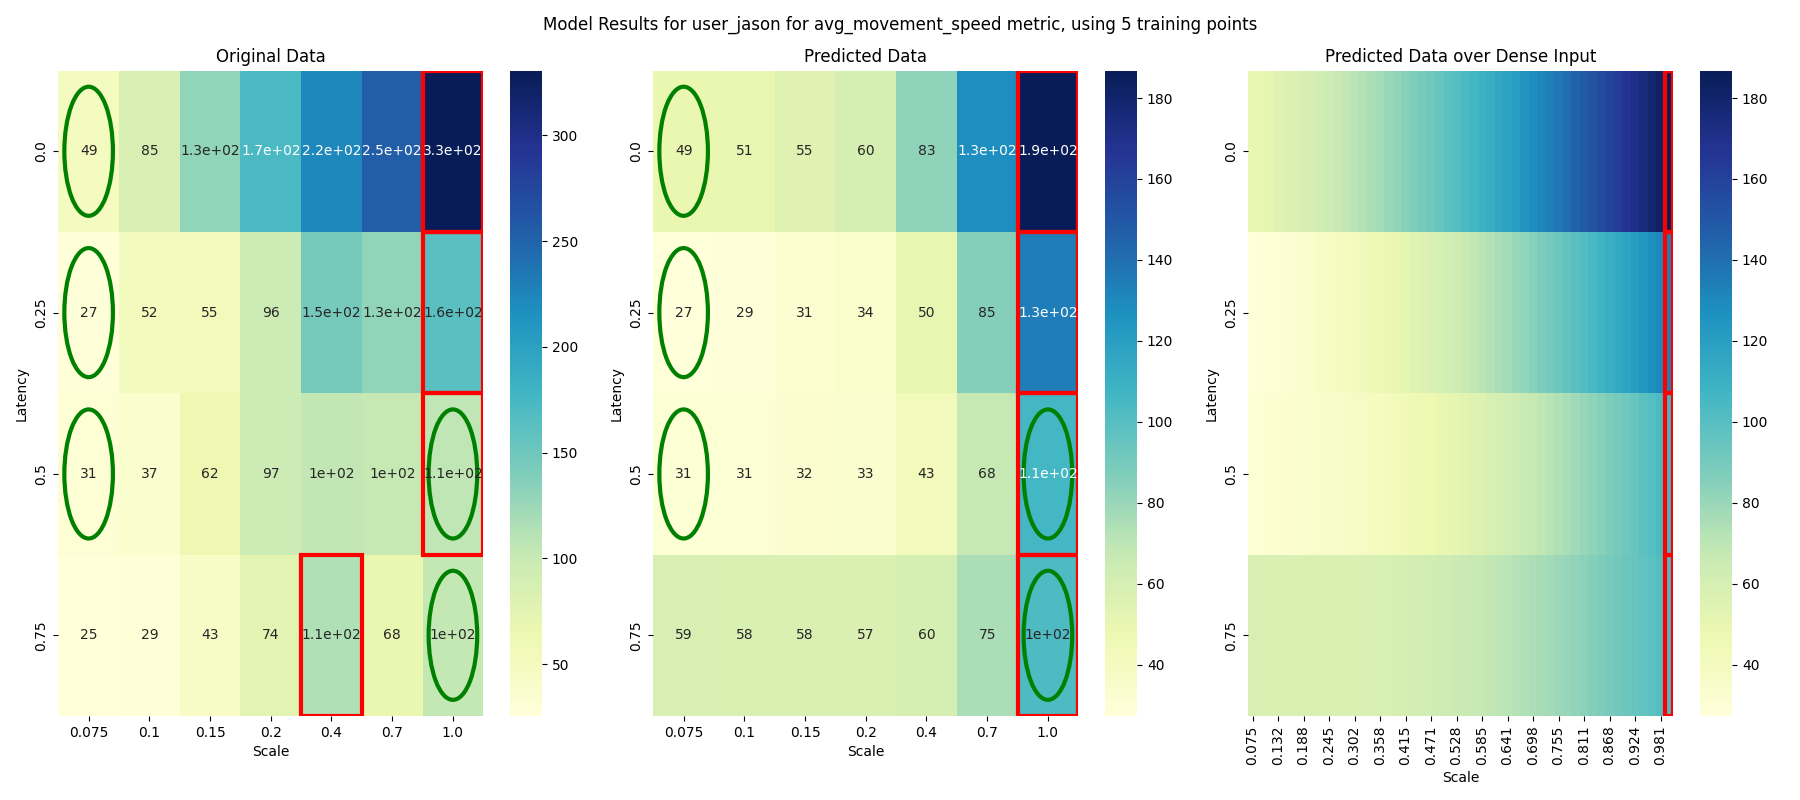 Model Results for user_jason for avg_movement_speed metric, using 5 training points
Original Data
Latency
0.0 49 85 1.3e+02 1.7e+02 2.2e+02 2.5e+02 3.3e+02
0.25 27 52 55 96 1.5e+02 1.3e+02 1.6e+02
0.5 31 37 62 97 1e+02 1e+02 1.1e+02
0.75 25 29 43 74 1.1e+02 68 1e+02
0.075 0.1 0.15 0.2 0.4 0.7 1.0
Scale
300
250
200
150
100
50
Predicted Data
Latency
0.0 49 51 55 60 83 1.3e+02 1.9e+02
0.25 27 29 31 34 50 85 1.3e+02
0.5 31 31 32 33 43 68 1.1e+02
0.75 59 58 58 57 60 75 1e+02
0.075 0.1 0.15 0.2 0.4 0.7 1.0
Scale
180
160
140
120
100
80
60
40
Predicted Data over Dense Input
Latency
0.0
0.25
0.5
0.75
0.075 0.132 0.188 0.245 0.302 0.358 0.415 0.471 0.528 0.585 0.641 0.698 0.755 0.811 0.868 0.924 0.981
Scale
180
160
140
120
100
80
60
40